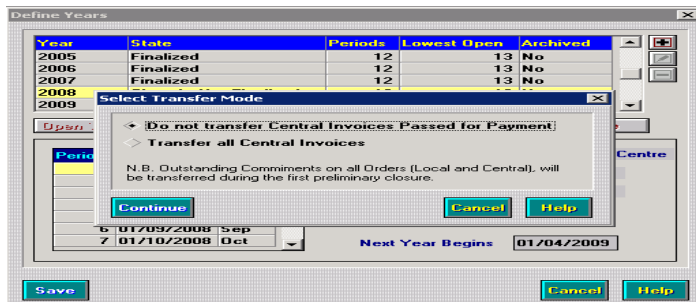 Define Years
Year State Periods Lowest Open Archived
2005 Finalized 12 13 No
2006 Finalized 12 13 No
2007 Finalized 12 13 No
2008
2009
Select Transfer Mode
Open
Do not transfer Central Invoices Passed for Payment
Transfer all Central Invoices
Perio Centre
N.B. Outstanding Commiments on all Orders (Local and Central), will
be transferred during the first preliminary closure.
Continue Cancel Help
6 01/09/2008 Sep
7 01/10/2008 Oct
Next Year Begins 01/04/2009
Save Cancel Help